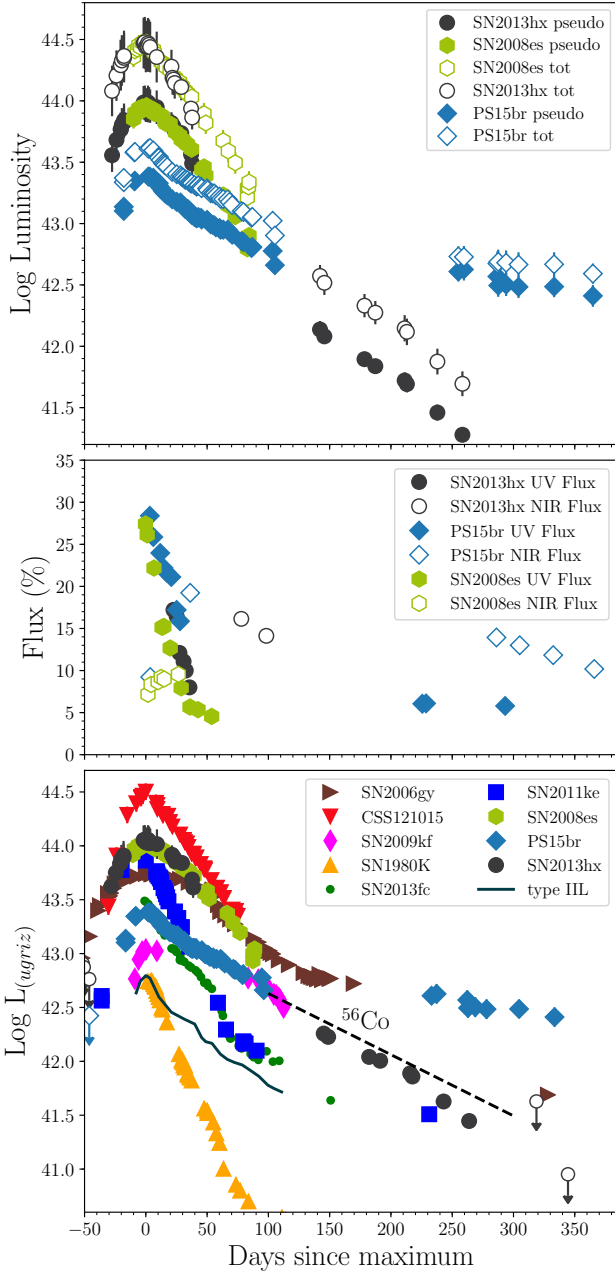 44.5
44.0
43.5
43.0
42.5
42.0
41.5
Log Luminosity
SN2013hx pseudo
SN2008es pseudo
SN2008es tot
SN2013hx tot
PS15br pseudo
PS15br tot
35
30
25
20
15
10
5
0
Flux (%)
SN2013hx UV Flux
SN2013hx NIR Flux
PS15br UV Flux
PS15br NIR Flux
SN2008es UV Flux
SN2008es NIR Flux
44.5
44.0
43.5
43.0
42.5
42.0
41.5
41.0
Log L(ugriz)
SN2006gy
CSS121015
SN2009kf
SN1980K
SN2013fc
SN2011ke
SN2008es
PS15br
SN2013hx
type IIL
56Co
−50 0 50 100 150 200 250 300 350
Days since maximum